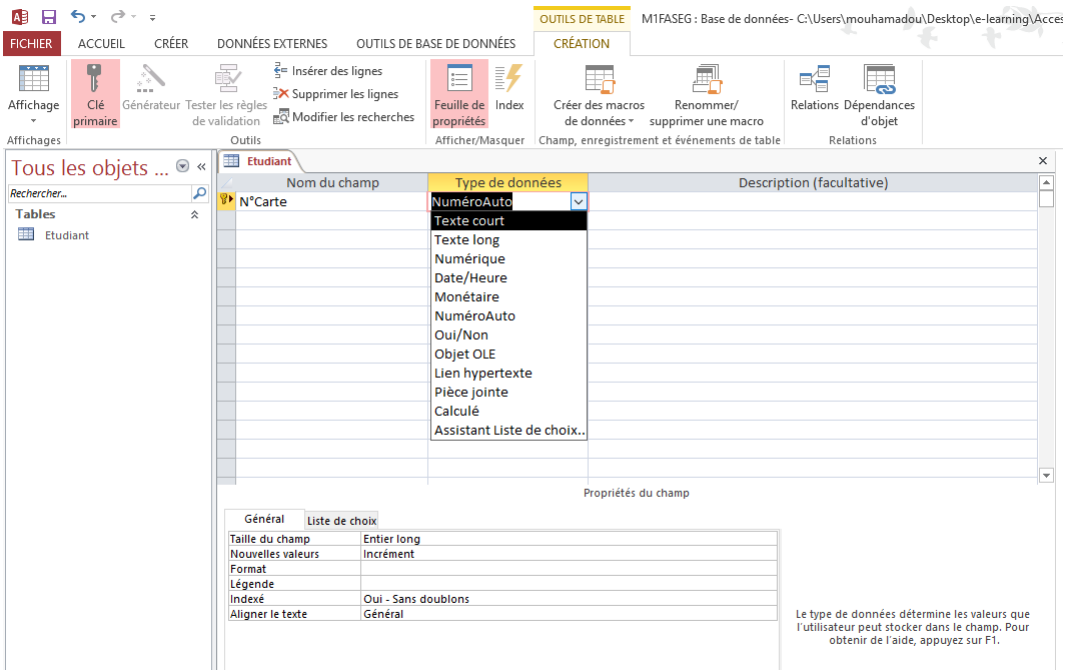 OUTILS DE TABLE M1FASEG : Base de données- C:\Users\mouhamadou\Desktop\e-learning\Acces
FICHIER ACCUEIL CRÉER DONNÉES EXTERNES OUTILS DE BASE DE DONNÉES CRÉATION
Affichage
Clé primaire
Générateur
Tester les règles de validation
Insérer des lignes
Supprimer les lignes
Modifier les recherches
Feuille de propriétés
Index
Créer des macros de données
Renommer/ supprimer une macro
Relations
Dépendances d'objet
Affichages Outils Afficher/Masquer Champ, enregistrement et événements de table Relations
Tous les objets ...
Rechercher...
Tables
Etudiant
Etudiant
Nom du champ Type de données Description (facultative)
N°Carte NuméroAuto
Texte court
Texte long
Numérique
Date/Heure
Monétaire
NuméroAuto
Oui/Non
Objet OLE
Lien hypertexte
Pièce jointe
Calculé
Assistant Liste de choix..
Propriétés du champ
Général Liste de choix
Taille du champ Entier long
Nouvelles valeurs Incrément
Format
Légende
Indexé Oui - Sans doublons
Aligner le texte Général
Le type de données détermine les valeurs que
l'utilisateur peut stocker dans le champ. Pour
obtenir de l'aide, appuyez sur F1.